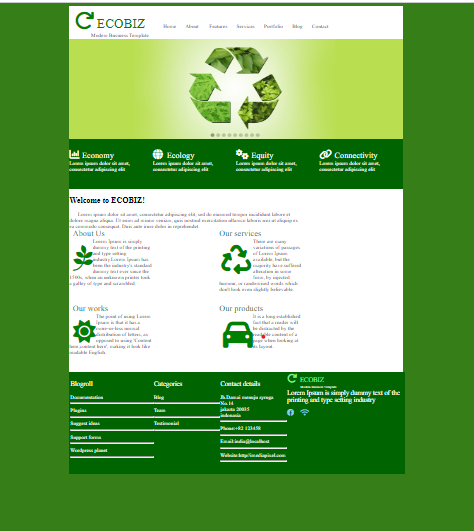 ECOBIZ
Modern Business Template
Home About Features Services Portfolio Blog Contact
Economy
Lorem ipsum dolor sit amet,
consectetur adipiscing elit
Ecology
Lorem ipsum dolor sit amet,
consectetur adipiscing elit
Equity
Lorem ipsum dolor sit amet,
consectetur adipiscing elit
Connectivity
Lorem ipsum dolor sit amet,
consectetur adipiscing elit
Welcome to ECOBIZ!
Lorem ipsum dolor sit amet, consectetur adipiscing elit, sed do eiusmod tempor incididunt labore et
dolore magna aliqua. Ut enim ad minim veniam, quis nostrud exercitation ullamco laboris nisi ut aliquip ex
ea commodo consequat. Duis aute irure dolor in reprehenderit
About Us
Lorem Ipsum is simply
dummy text of the printing
and type setting
industry.Lorem Ipsum has
been the industry's standard
dummy text ever since the
1500s, when an unknown printer took
a galley of type and scrambled
Our services
There are many
variations of passages
of Lorem Ipsum
available, but the
majority have suffered
alteration in some
form, by injected
humour, or randomised words which
don't look even slightly believable.
Our works
The point of using Lorem
Ipsum is that it has a
more-or-less normal
distribution of letters, as
opposed to using 'Content
here, content here', making it look like
readable English.
Our products
It is a long established
fact that a reader will
be distracted by the
readable content of a
page when looking at
its layout.
Blogroll
Documentation
Plugins
Suggest ideas
Support forms
Wordpress planet
Categories
Blog
Team
Testimonial
Contact details
No.14
jakarta 20035
indonesia
Phone:+62 123458
Email:indie@localhost
ECOBIZ
Modern Business Template
Lorem Ipsum is simply dummy text of the
printing and type setting industry